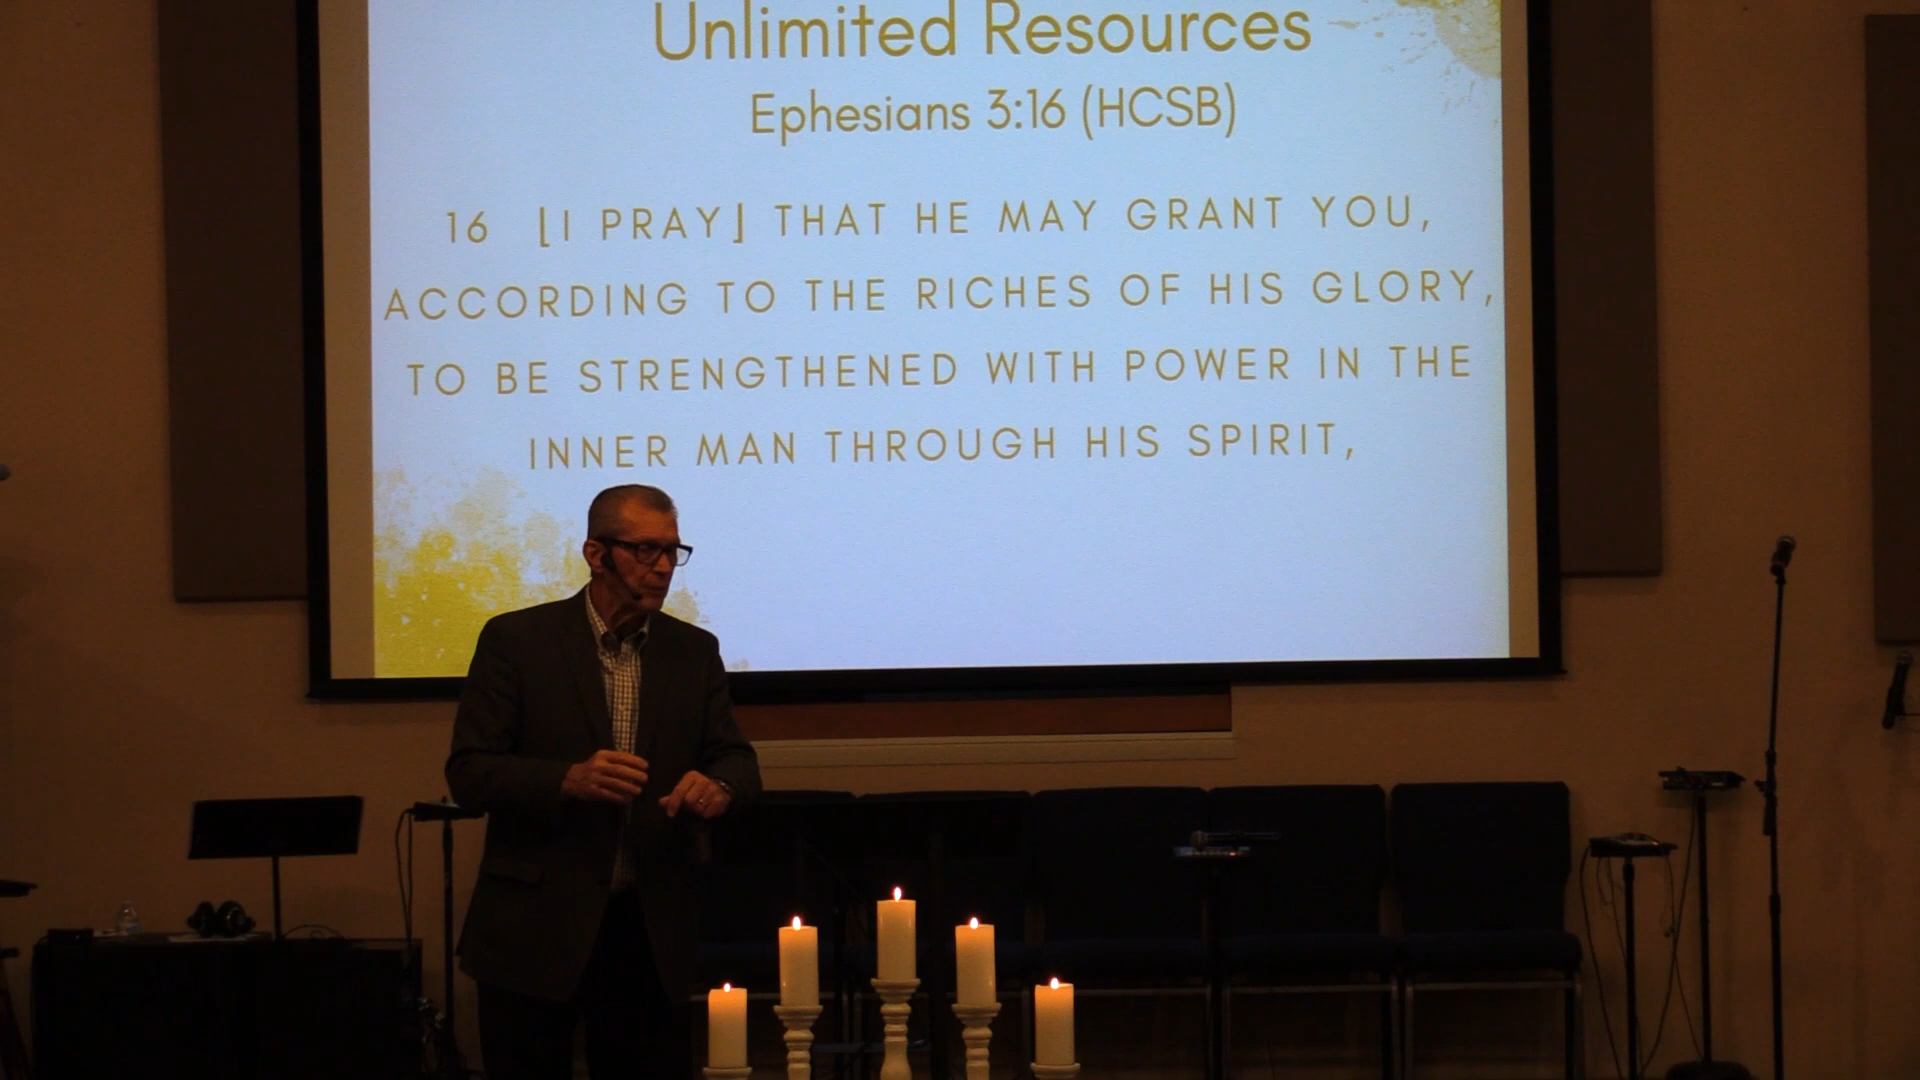 Unlimited Resources
Ephesians 3:16 (HCSB)
16 ⌊I PRAY⌋ THAT HE MAY GRANT YOU,
ACCORDING TO THE RICHES OF HIS GLORY,
TO BE STRENGTHENED WITH POWER IN THE
INNER MAN THROUGH HIS SPIRIT,